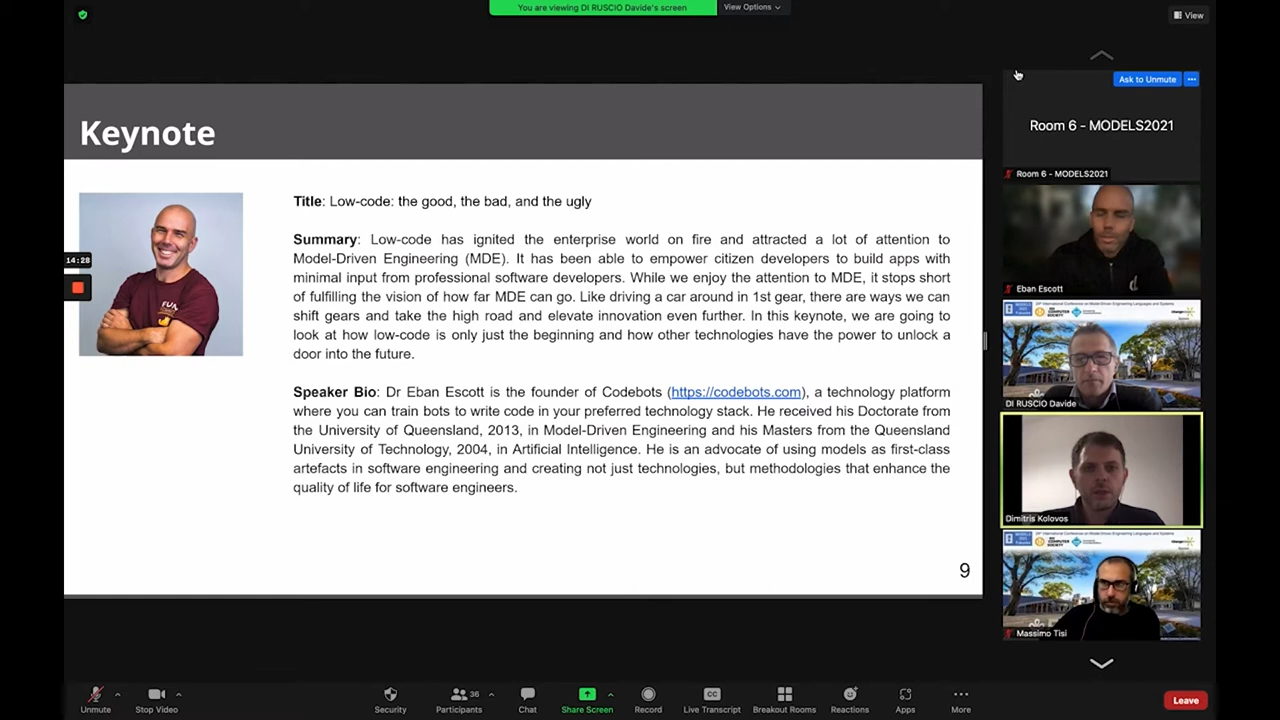 You are viewing DI RUSCIO Davide's screen
View Options
View
Keynote
Title: Low-code: the good, the bad, and the ugly
Summary: Low-code has ignited the enterprise world on fire and attracted a lot of attention to
Model-Driven Engineering (MDE). It has been able to empower citizen developers to build apps with
minimal input from professional software developers. While we enjoy the attention to MDE, it stops short
of fulfilling the vision of how far MDE can go. Like driving a car around in 1st gear, there are ways we can
shift gears and take the high road and elevate innovation even further. In this keynote, we are going to
look at how low-code is only just the beginning and how other technologies have the power to unlock a
door into the future.
Speaker Bio: Dr Eban Escott is the founder of Codebots (https://codebots.com), a technology platform
where you can train bots to write code in your preferred technology stack. He received his Doctorate from
the University of Queensland, 2013, in Model-Driven Engineering and his Masters from the Queensland
University of Technology, 2004, in Artificial Intelligence. He is an advocate of using models as first-class
artefacts in software engineering and creating not just technologies, but methodologies that enhance the
quality of life for software engineers.
9
14:28
Ask to Unmute
Room 6 - MODELS2021
Room 6 - MODELS2021
Eban Escott
DI RUSCIO Davide
Dimitris Kolovos
Massimo Tisi
Unmute
Stop Video
Security
Participants
36
Chat
Share Screen
Record
CC
Live Transcript
Breakout Rooms
Reactions
Apps
More
Leave